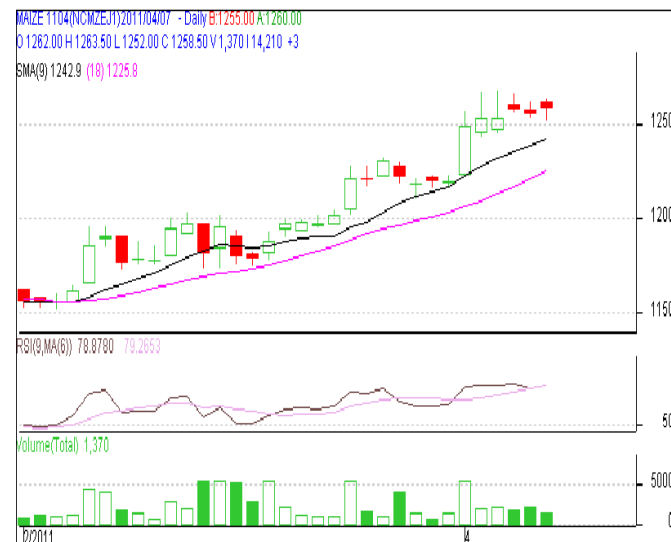 MAIZE 1104(NCMZEJ1)2011/04/07 - Daily B:1255.00 A:1260.00
O 1262.00 H 1263.50 L 1252.00 C 1258.50 V 1,370 I 14,210 +3
SMA(9) 1242.9 (18) 1225.8
1250
1200
1150
RSI(9,MA(6)) 78.8780 79.2653
50
Volume(Total) 1,370
5000
0
2/2011 4